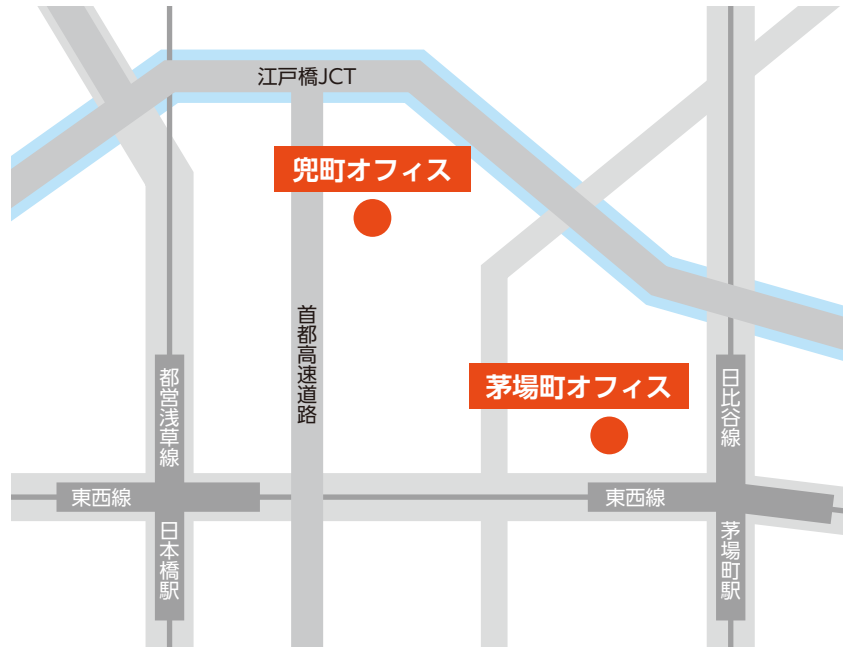 江戸橋JCT
兜町オフィス
首都高速道路
茅場町オフィス
都営浅草線
日比谷線
東西線
東西線
日本橋駅
茅場町駅